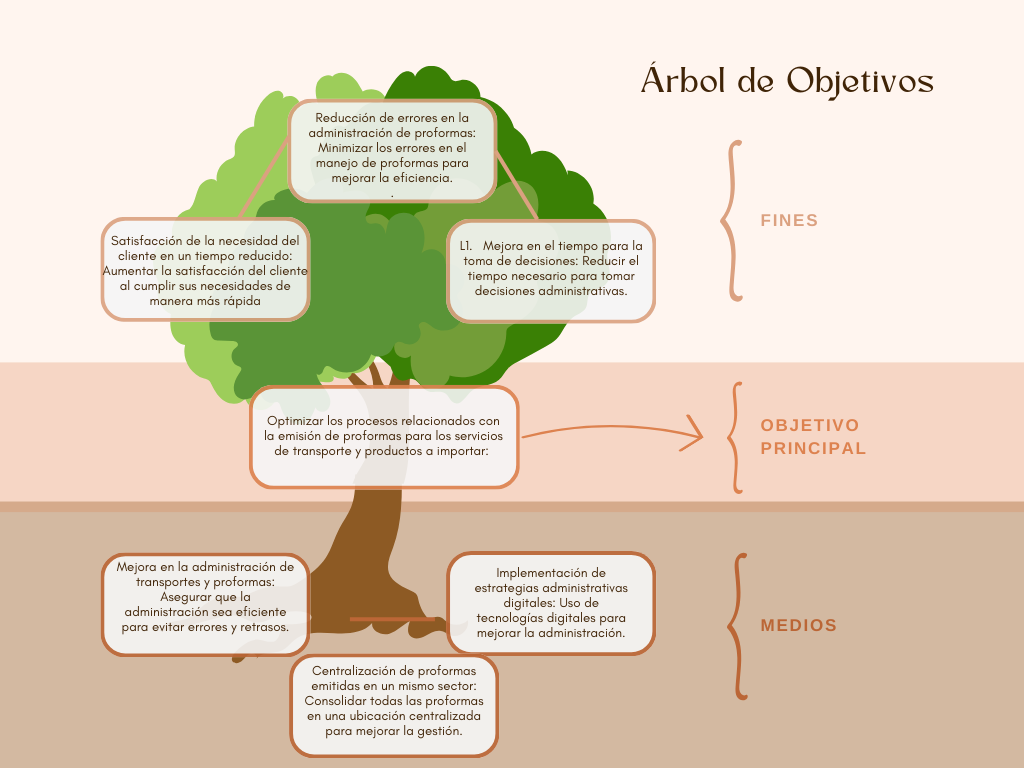 Árbol de Objetivos
Reducción de errores en la
administración de proformas:
Minimizar los errores en el
manejo de proformas para
mejorar la eficiencia.
.
Satisfacción de la necesidad del
cliente en un tiempo reducido:
Aumentar la satisfacción del cliente
al cumplir sus necesidades de
manera más rápida
L1. Mejora en el tiempo para la
toma de decisiones: Reducir el
tiempo necesario para tomar
decisiones administrativas.
FINES
Optimizar los procesos relacionados con
la emisión de proformas para los servicios
de transporte y productos a importar:
OBJETIVO
PRINCIPAL
Mejora en la administración de
transportes y proformas:
Asegurar que la
administración sea eficiente
para evitar errores y retrasos.
Implementación de
estrategias administrativas
digitales: Uso de
tecnologías digitales para
mejorar la administración.
MEDIOS
Centralización de proformas
emitidas en un mismo sector:
Consolidar todas las proformas
en una ubicación centralizada
para mejorar la gestión.